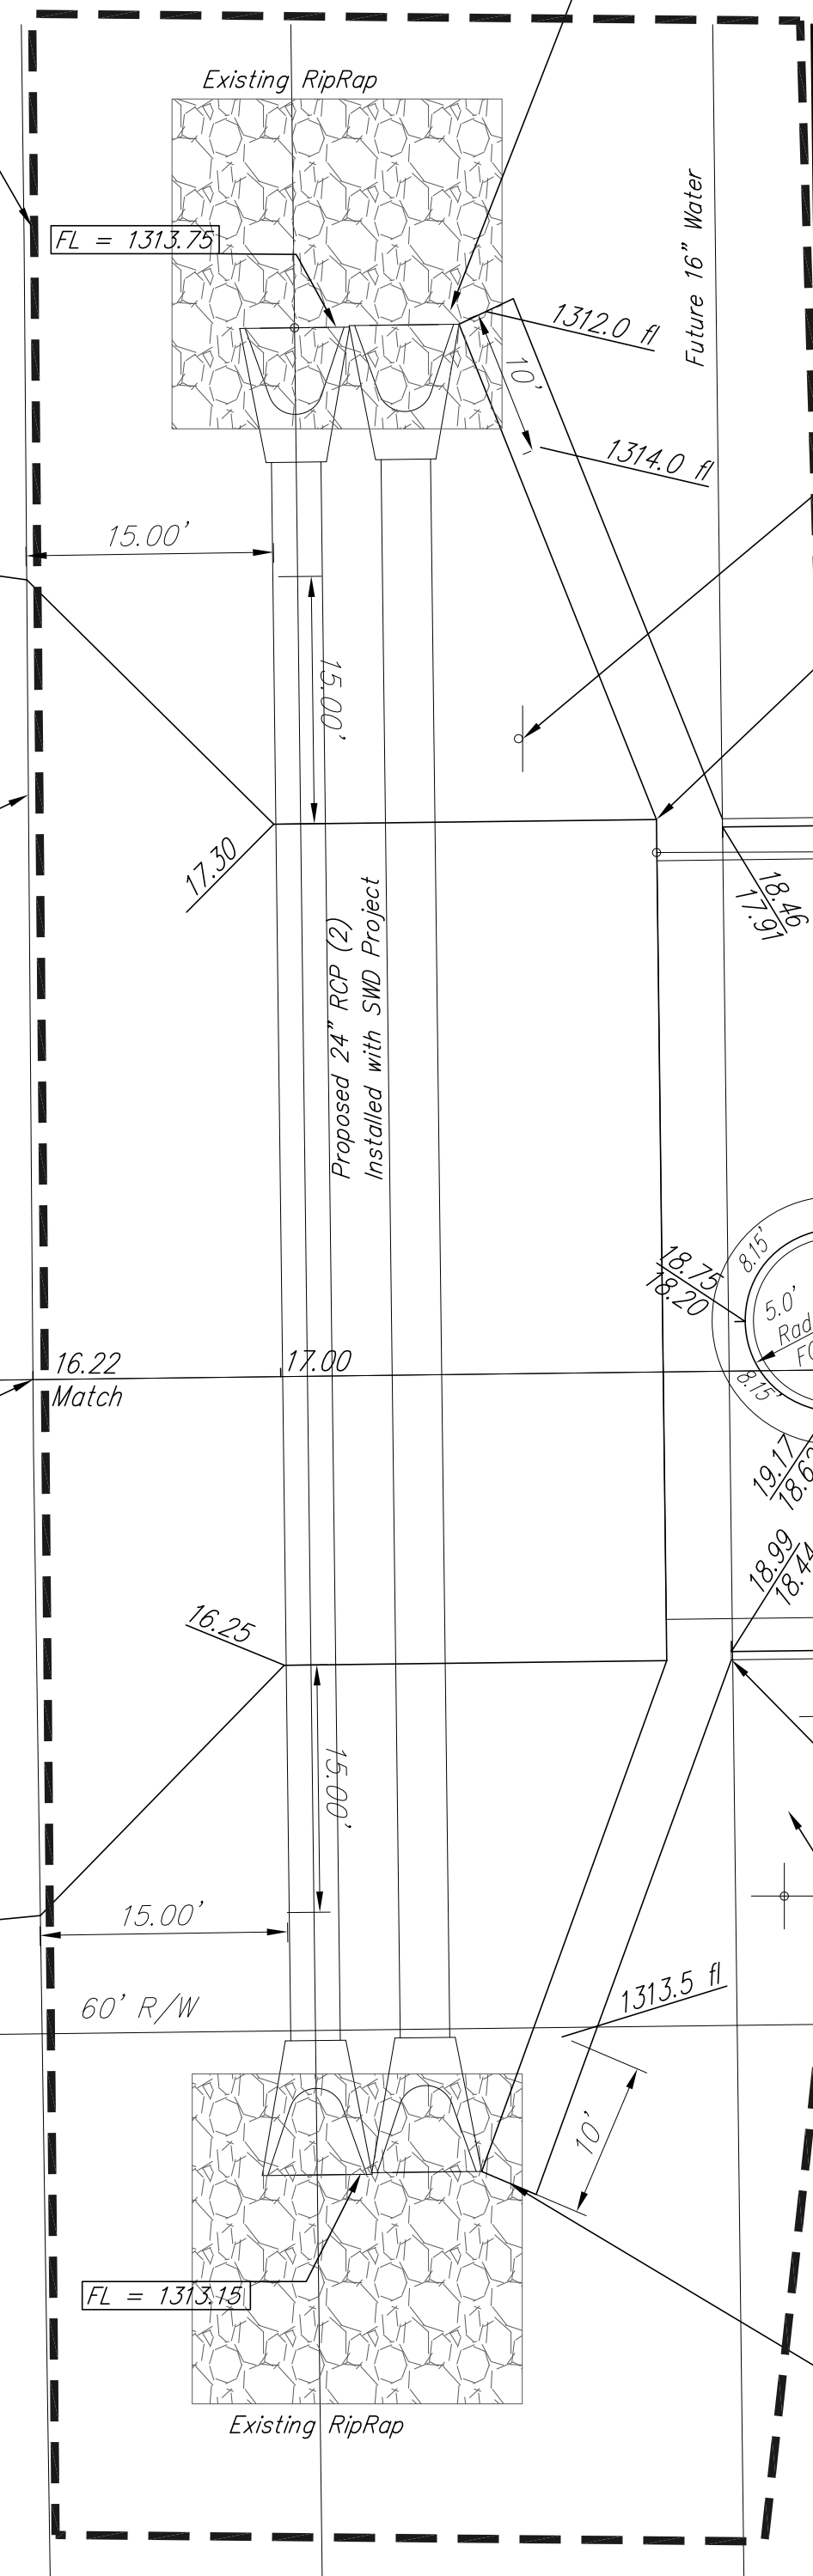 Existing RipRap
FL = 1313.75
Future 16" Water
1312.0 fl
10'
1314.0 fl
15.00'
15.00'
17.30
18.46
17.91
Proposed 24" RCP (2)
Installed with SWD Project
18.75
18.20
8.15'
5.0'
Rad
8.15'
16.22
Match
17.00
19.17
18.99
18.44
16.25
15.00'
15.00'
60' R/W
1313.5 fl
10'
FL = 1313.15
Existing RipRap